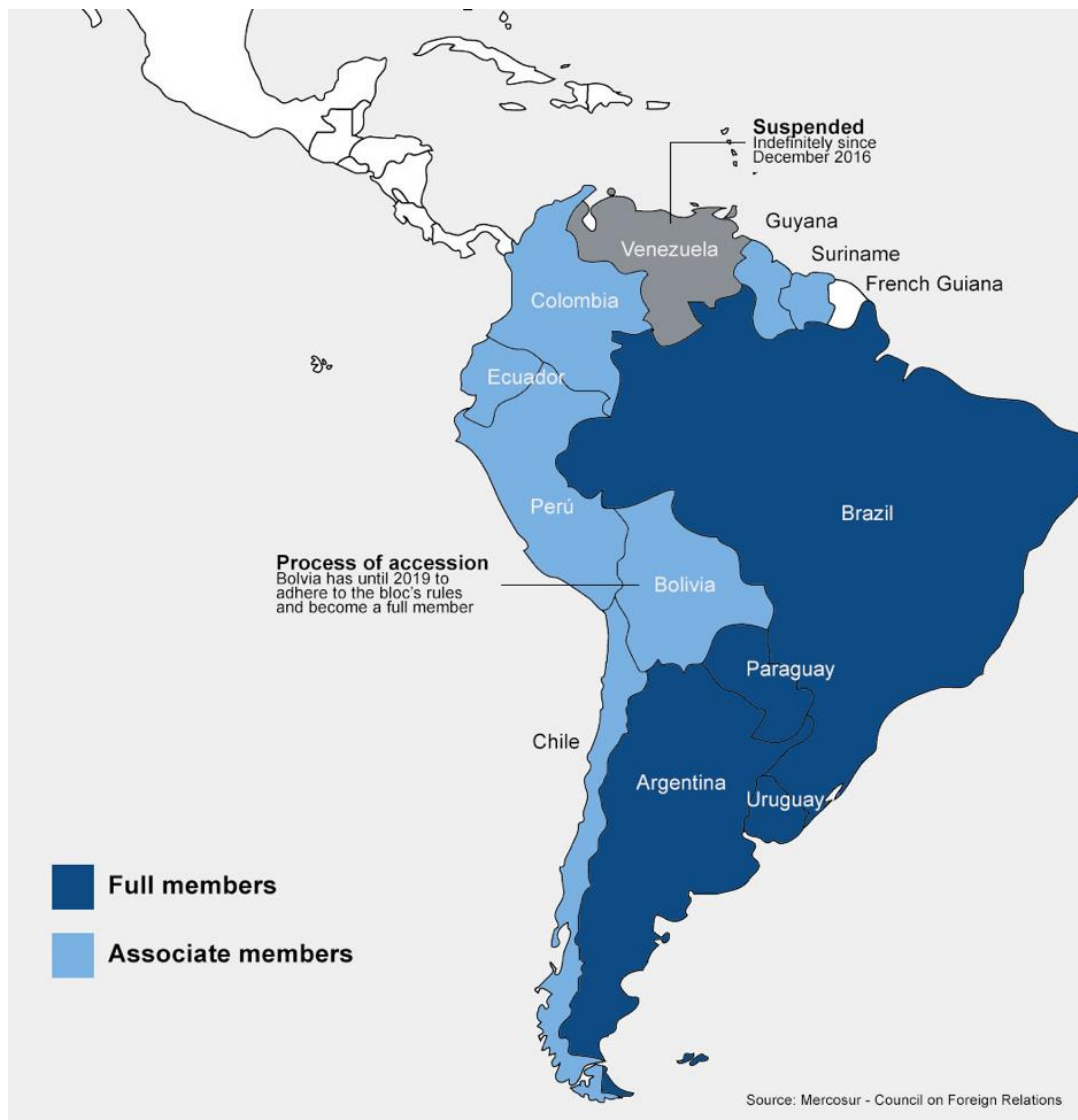 Suspended
Indefinitely since
December 2016
Guyana
Venezuela
Suriname
French Guiana
Colombia
Ecuador
Perú
Brazil
Process of accession
Bolvia has until 2019 to
adhere to the bloc's rules
and become a full member
Bolivia
Paraguay
Chile
Argentina
Uruguay
Full members
Associate members
Source: Mercosur - Council on Foreign Relations